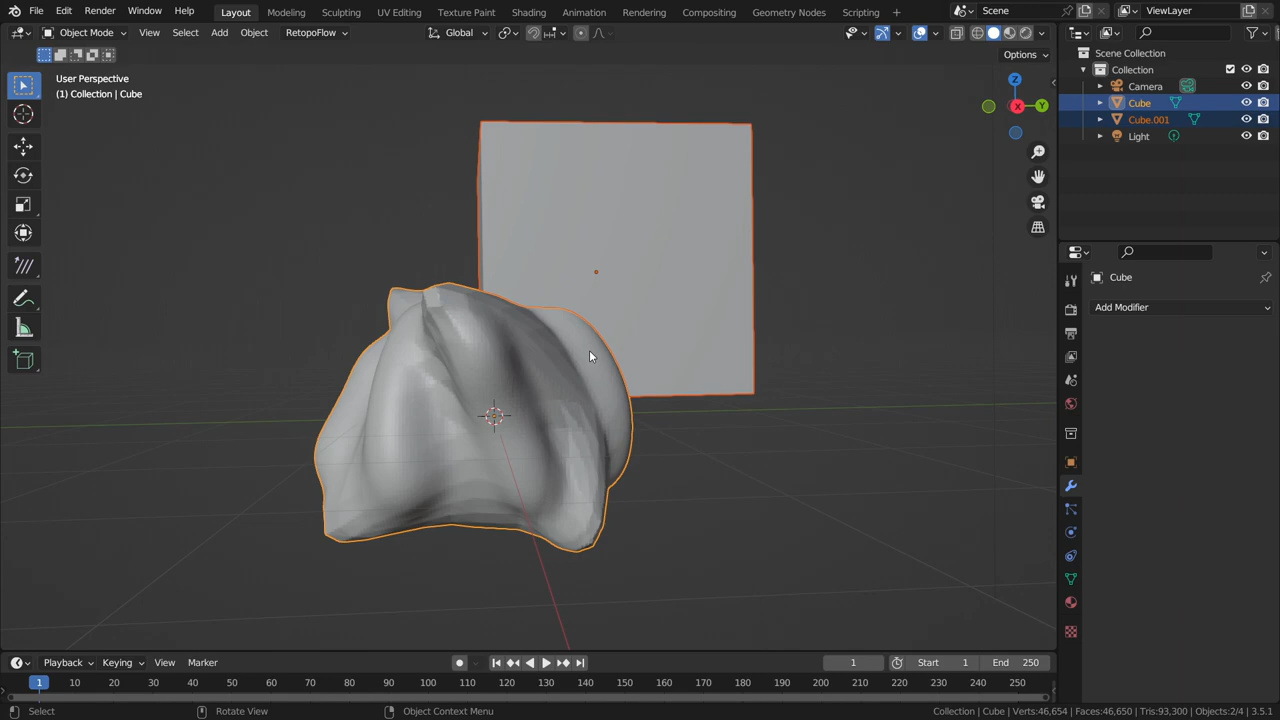 File Edit Render Window Help Layout Modeling Sculpting UV Editing Texture Paint Shading Animation Rendering Compositing Geometry Nodes Scripting + Scene ViewLayer
Object Mode View Select Add Object RetopoFlow Global
Options
User Perspective
(1) Collection | Cube
Z
X
Y
Scene Collection
Collection
Camera
Cube
Cube.001
Light
Cube
Add Modifier
Playback Keying View Marker 1 Start 1 End 250
1 10 20 30 40 50 60 70 80 90 100 110 120 130 140 150 160 170 180 190 200 210 220 230 240 250
Select Rotate View Object Context Menu Collection | Cube | Verts:46,654 | Faces:46,650 | Tris:93,300 | Objects:2/4 | 3.5.1